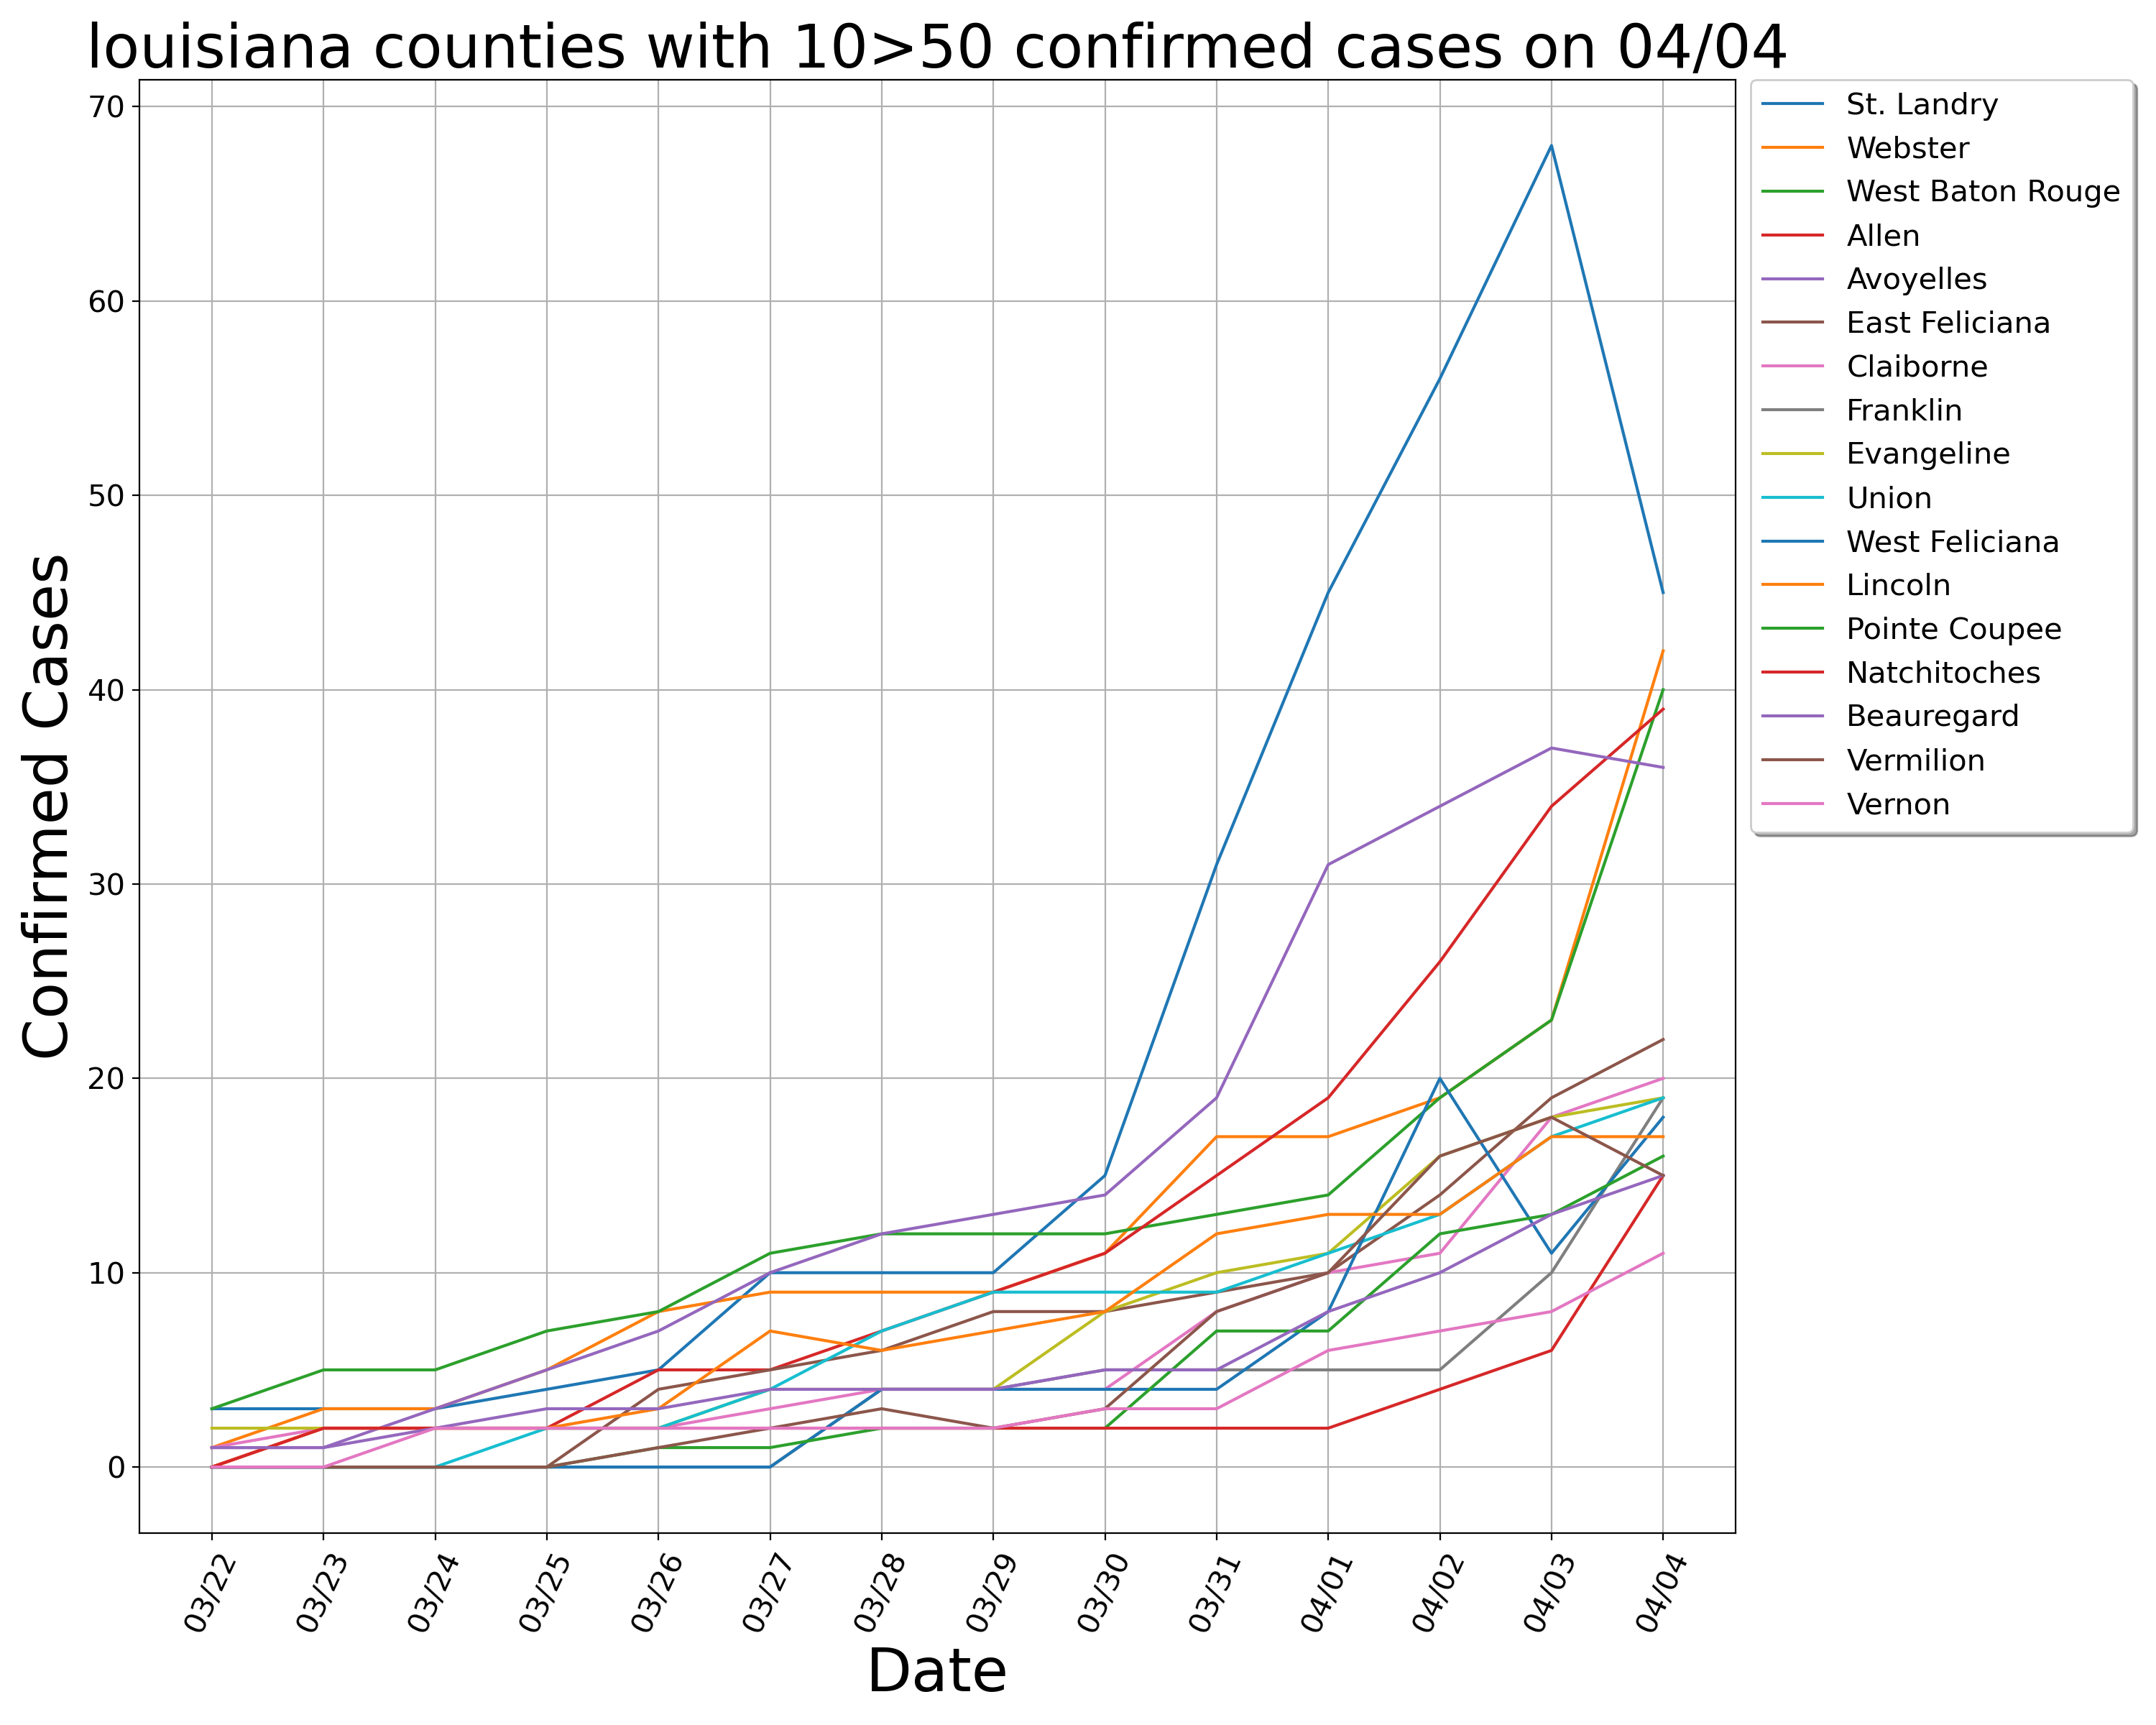 louisiana counties with 10>50 confirmed cases on 04/04
Confirmed Cases
70
60
50
40
30
20
10
0
03/22
03/23
03/24
03/25
03/26
03/27
03/28
03/29
03/30
03/31
04/01
04/02
04/03
04/04
Date
St. Landry
Webster
West Baton Rouge
Allen
Avoyelles
East Feliciana
Claiborne
Franklin
Evangeline
Union
West Feliciana
Lincoln
Pointe Coupee
Natchitoches
Beauregard
Vermilion
Vernon